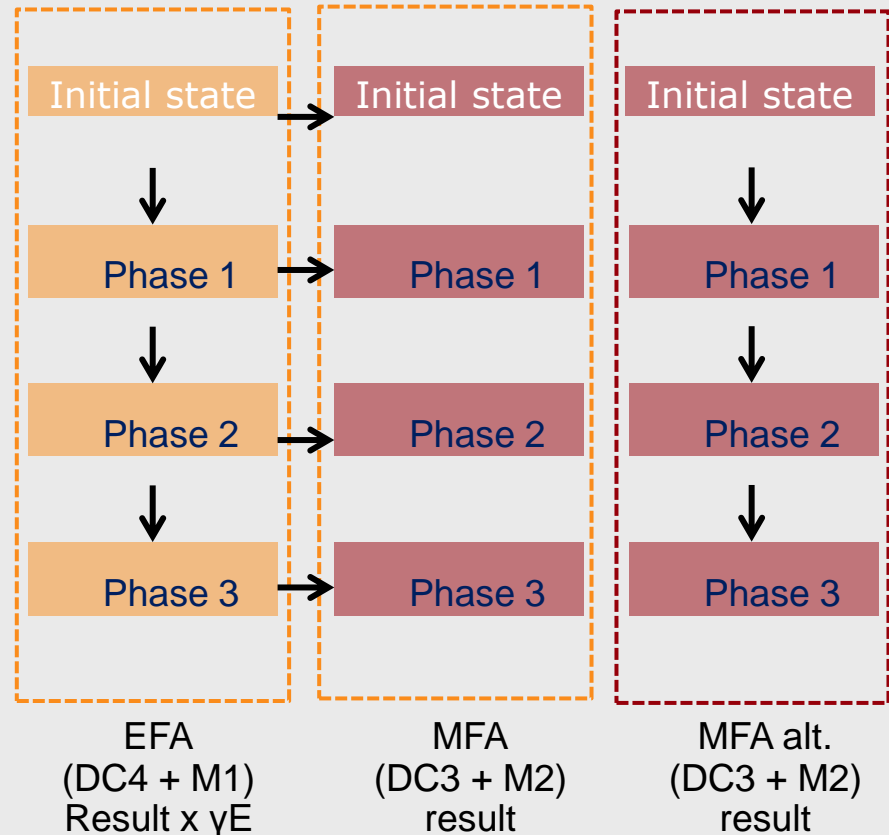 Initial state
Phase 1
Phase 2
Phase 3
EFA
(DC4 + M1)
Result x γE
Initial state
Phase 1
Phase 2
Phase 3
MFA
(DC3 + M2)
result
Initial state
Phase 1
Phase 2
Phase 3
MFA alt.
(DC3 + M2)
result